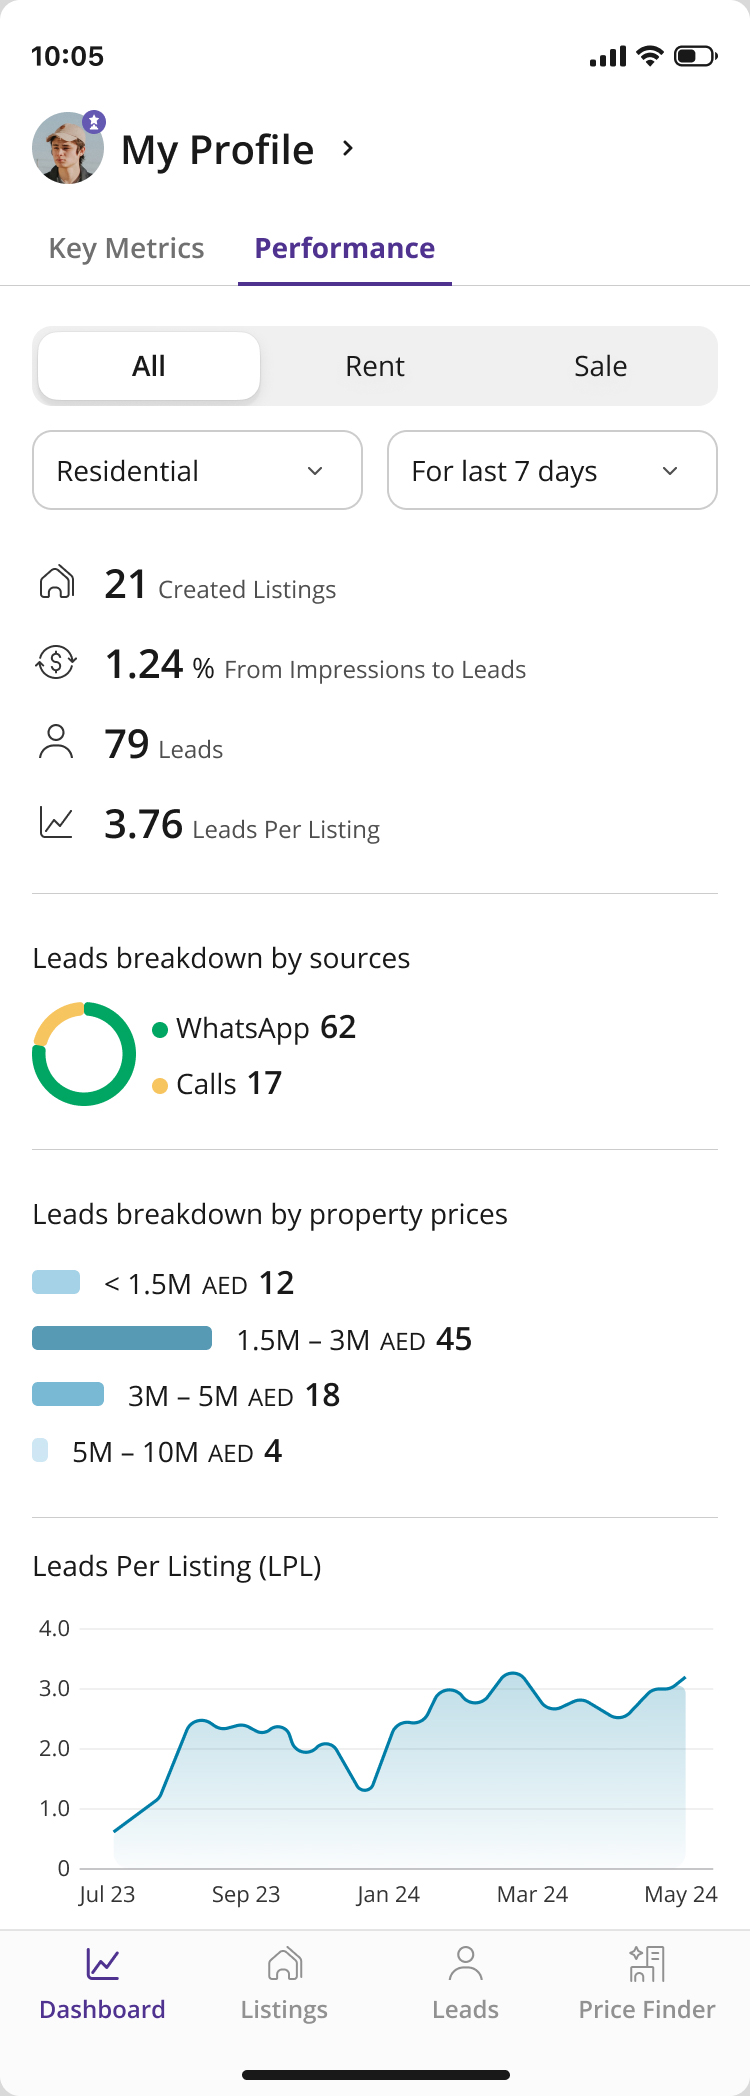 10:05
My Profile
Key Metrics Performance
All Rent Sale
Residential For last 7 days
21 Created Listings
1.24 % From Impressions to Leads
79 Leads
3.76 Leads Per Listing
Leads breakdown by sources
WhatsApp 62
Calls 17
Leads breakdown by property prices
< 1.5M AED 12
1.5M – 3M AED 45
3M – 5M AED 18
5M – 10M AED 4
Leads Per Listing (LPL)
4.0
3.0
2.0
1.0
0
Jul 23 Sep 23 Jan 24 Mar 24 May 24
Dashboard Listings Leads Price Finder